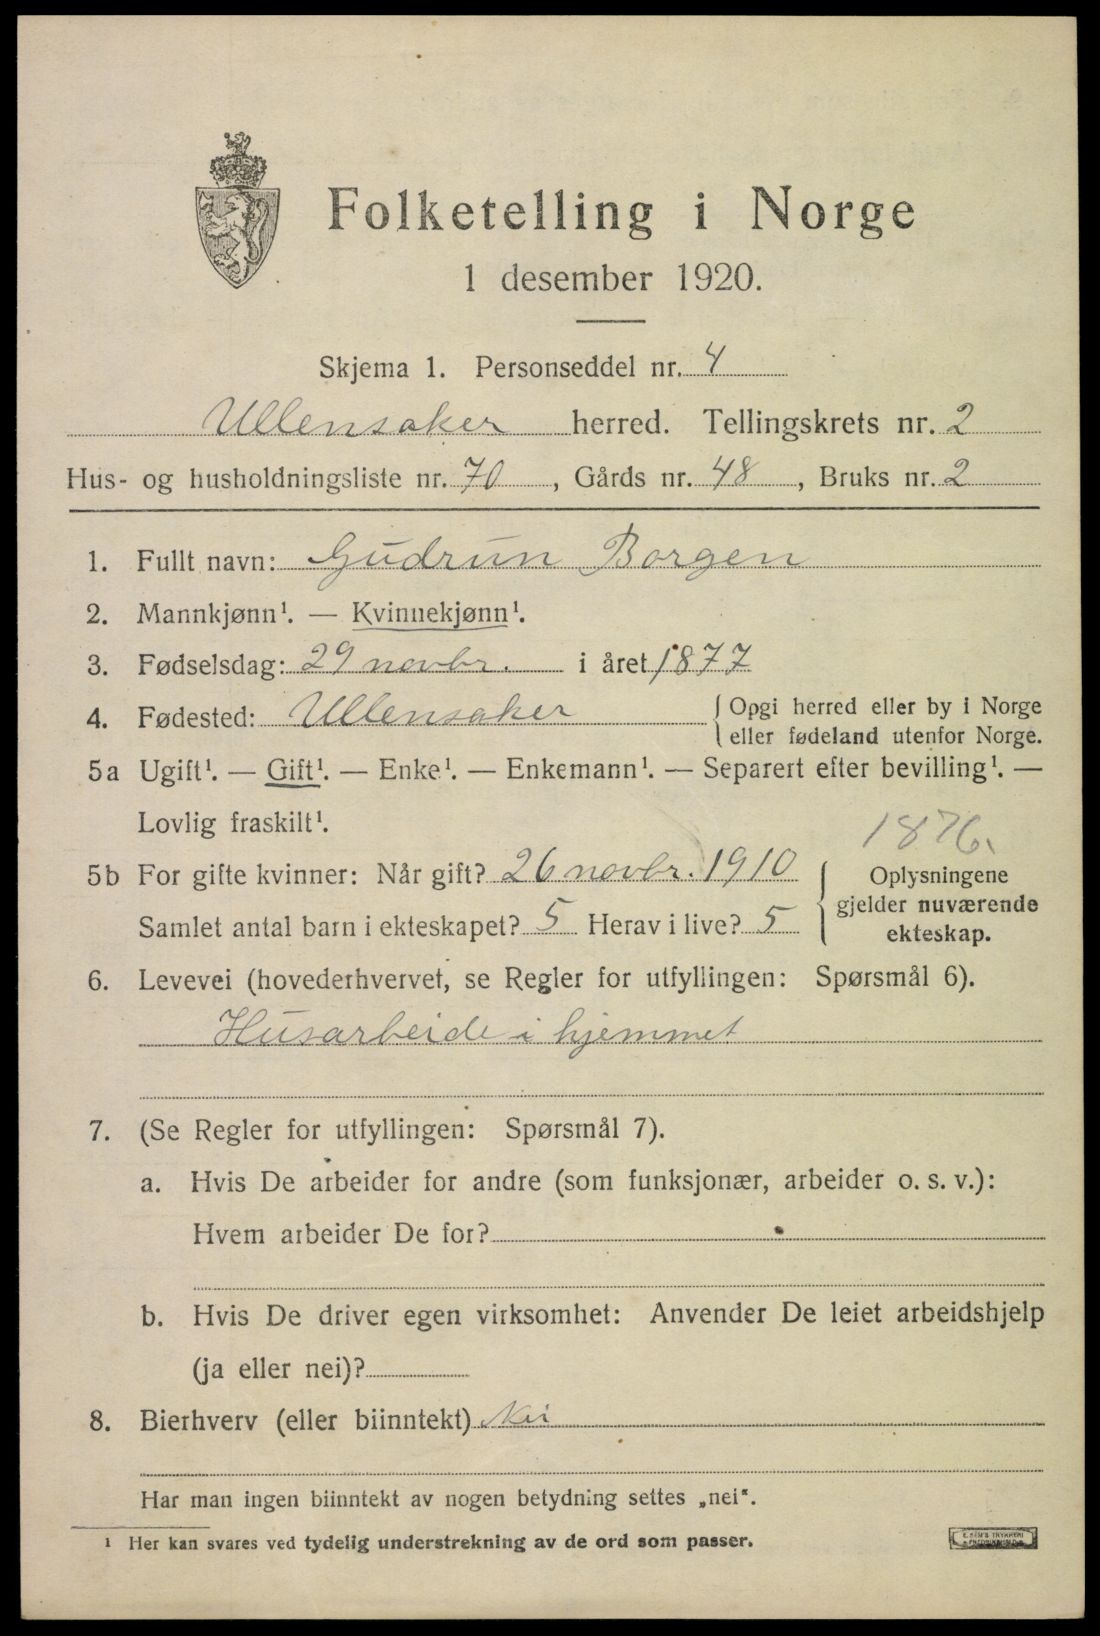 Folketelling i Norge
1 desember 1920.
Skjema 1. Personseddel nr. 4
Ullensaker herred. Tellingskrets nr. 2
Hus- og husholdningsliste nr. 70, Gårds nr. 48, Bruks nr. 2
1. Fullt navn: Gudrun Borgen
2. Mannkjønn¹. — Kvinnekjønn¹.
3. Fødselsdag: 29 novbr. i året 1877
4. Fødested: Ullensaker { Opgi herred eller by i Norge
eller fødeland utenfor Norge.
5a Ugift¹. — Gift¹. — Enke¹. — Enkemann¹. — Separert efter bevilling¹. —
Lovlig fraskilt¹.
1876.
5b For gifte kvinner: Når gift? 26 novbr. 1910
Samlet antal barn i ekteskapet? 5 Herav i live? 5
{ Oplysningene
gjelder nuværende
ekteskap.
6. Levevei (hovederhvervet, se Regler for utfyllingen: Spørsmål 6).
Husarbeide i hjemmet
7. (Se Regler for utfyllingen: Spørsmål 7).
a. Hvis De arbeider for andre (som funksjonær, arbeider o. s. v.):
Hvem arbeider De for?
b. Hvis De driver egen virksomhet: Anvender De leiet arbeidshjelp
(ja eller nei)?
8. Bierhverv (eller biinntekt) Nei
Har man ingen biinntekt av nogen betydning settes „nei“.
¹ Her kan svares ved tydelig understrekning av de ord som passer.